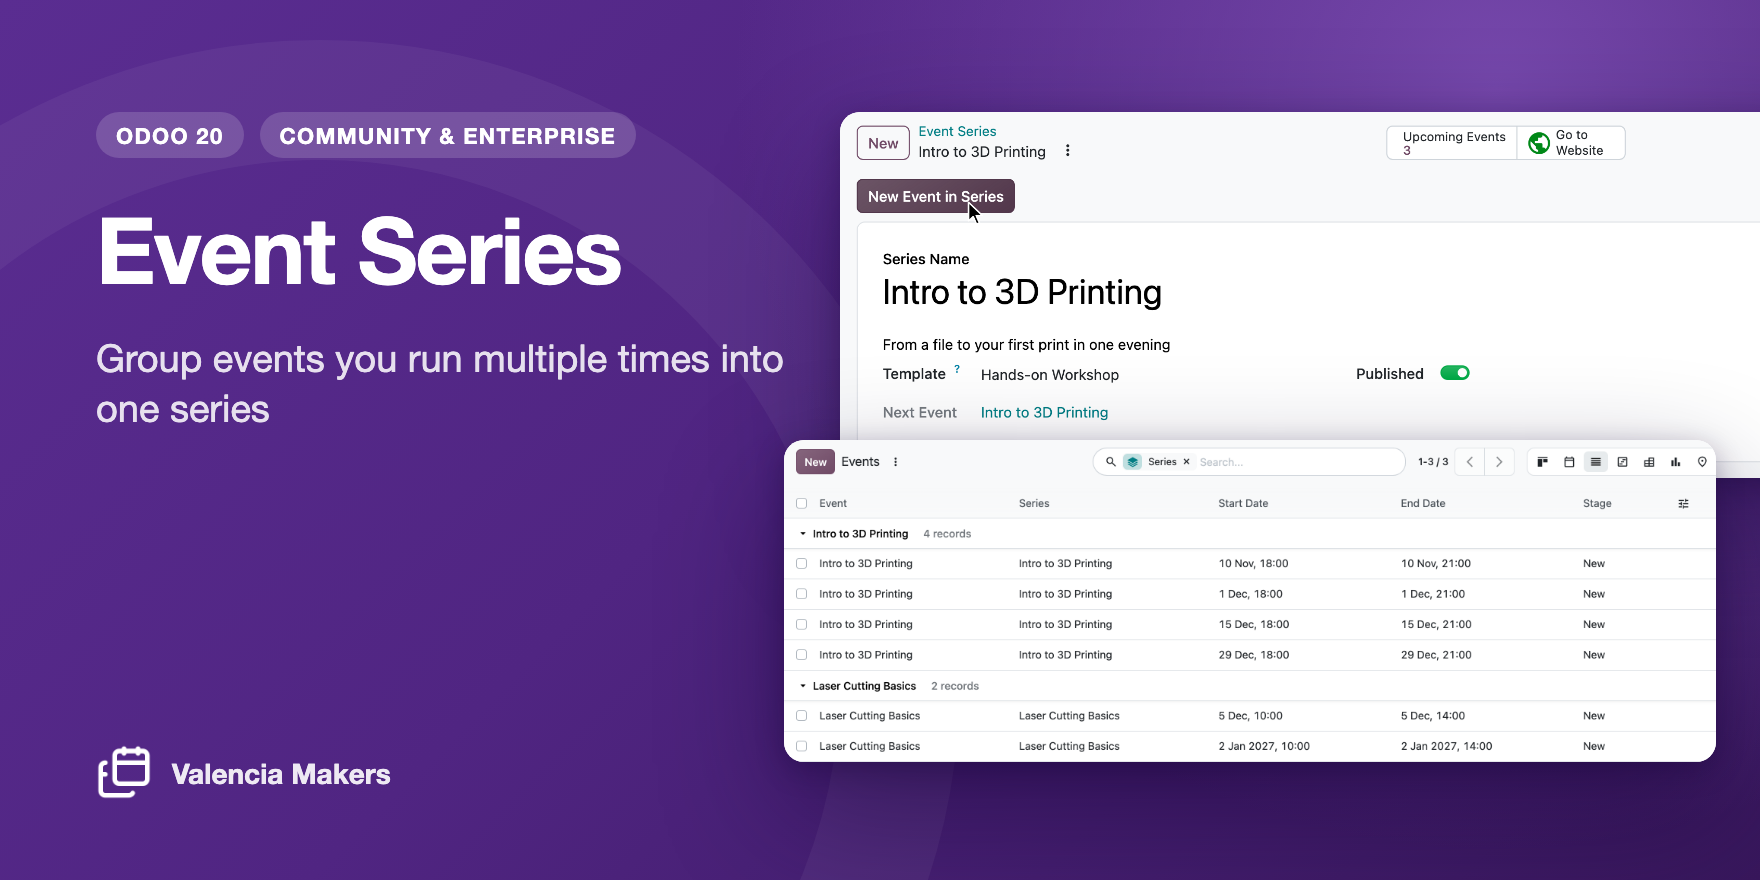 ODOO 20
COMMUNITY & ENTERPRISE
Event Series
Group events you run multiple times into
one series
Valencia Makers
New
Event Series
Intro to 3D Printing
Upcoming Events
3
Go to
Website
New Event in Series
Series Name
Intro to 3D Printing
From a file to your first print in one evening
Template ? Hands-on Workshop
Published
Next Event Intro to 3D Printing
New Events
Series × Search...
1-3 / 3
Event Series Start Date End Date Stage
Intro to 3D Printing 4 records
Intro to 3D Printing Intro to 3D Printing 10 Nov, 18:00 10 Nov, 21:00 New
Intro to 3D Printing Intro to 3D Printing 1 Dec, 18:00 1 Dec, 21:00 New
Intro to 3D Printing Intro to 3D Printing 15 Dec, 18:00 15 Dec, 21:00 New
Intro to 3D Printing Intro to 3D Printing 29 Dec, 18:00 29 Dec, 21:00 New
Laser Cutting Basics 2 records
Laser Cutting Basics Laser Cutting Basics 5 Dec, 10:00 5 Dec, 14:00 New
Laser Cutting Basics Laser Cutting Basics 2 Jan 2027, 10:00 2 Jan 2027, 14:00 New